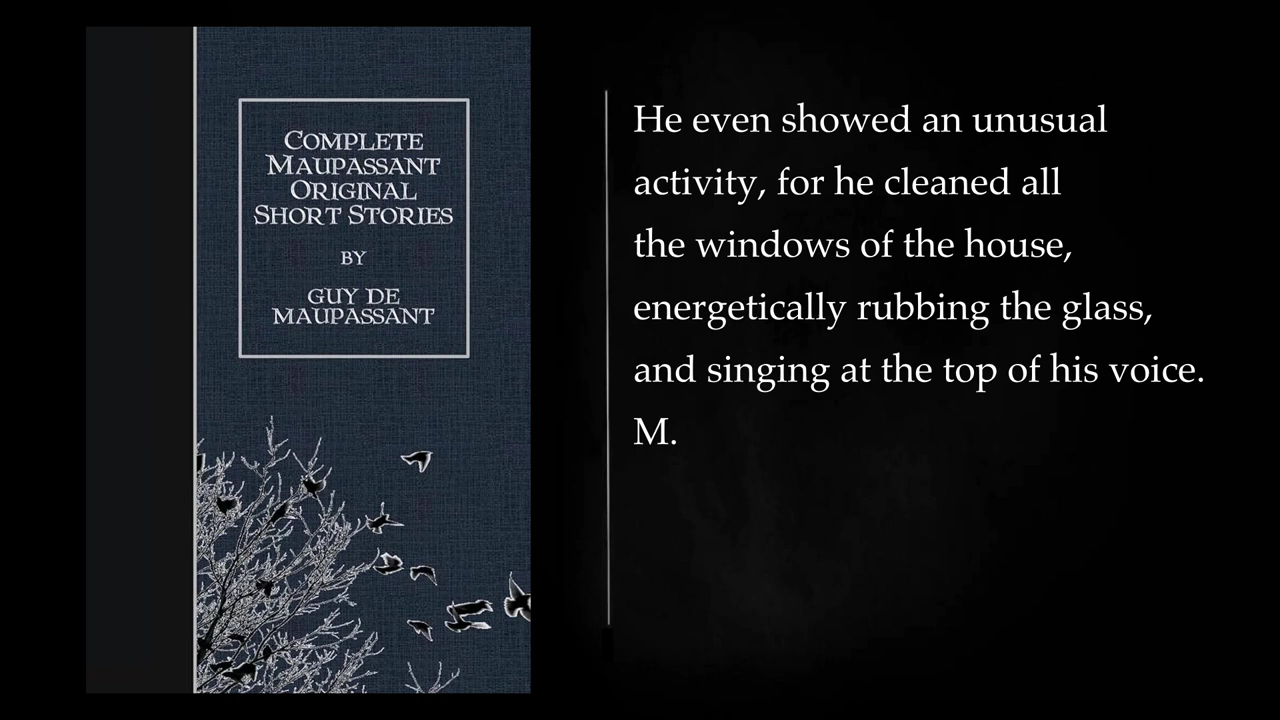 COMPLETE
MAUPASSANT
ORIGINAL
SHORT STORIES
BY
GUY DE
MAUPASSANT
He even showed an unusual
activity, for he cleaned all
the windows of the house,
energetically rubbing the glass,
and singing at the top of his voice.
M.